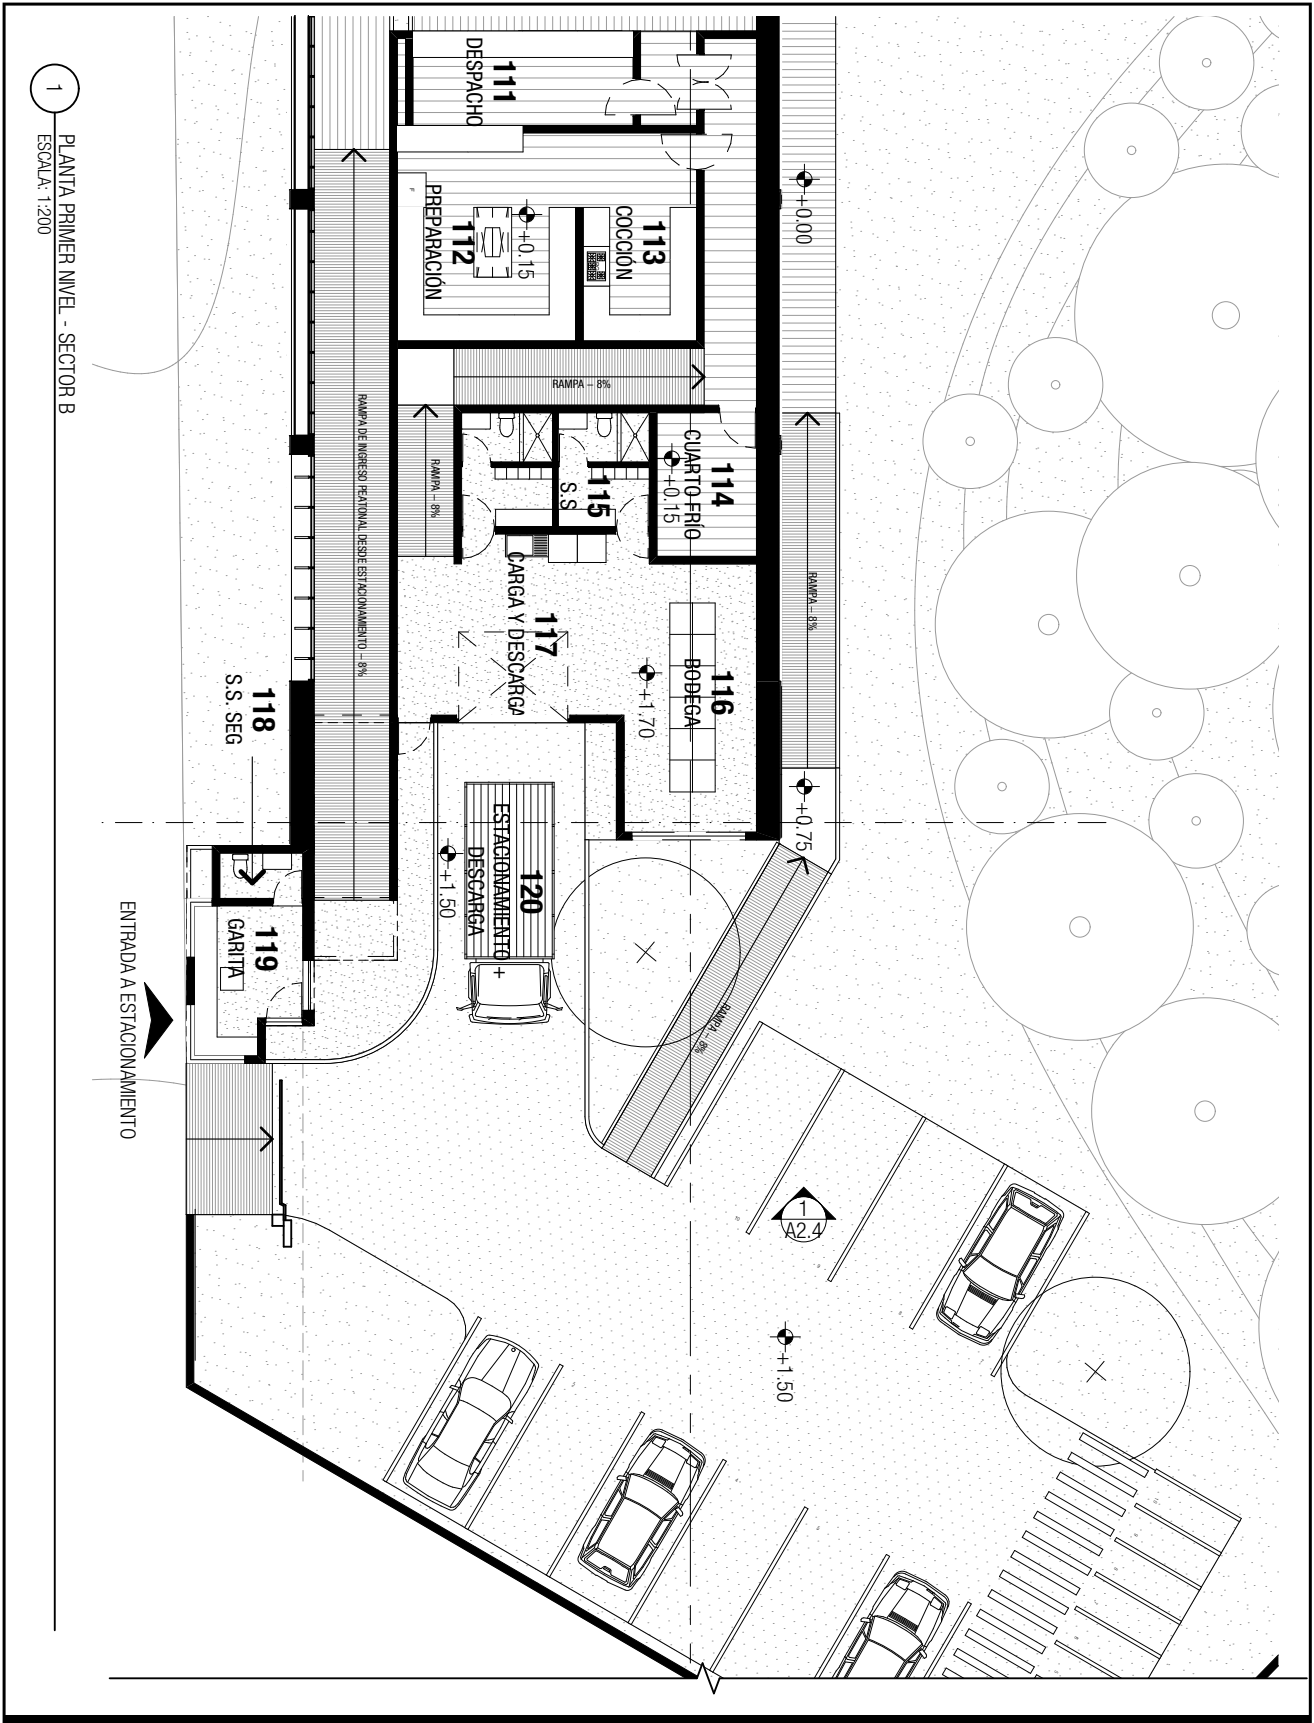 111
DESPACHO
+0.00
113
COCCIÓN
+0.15
112
PREPARACIÓN
RAMPA – 8%
114
CUARTO FRÍO
+0.15
115
S.S
RAMPA – 8%
RAMPA – 8%
RAMPA DE INGRESO PEATONAL DESDE ESTACIONAMIENTO – 8%
117
CARGA Y DESCARGA
116
BODEGA
+1.70
118
S.S. SEG
+0.75
120
ESTACIONAMIENTO +
DESCARGA
+1.50
119
GARITA
ENTRADA A ESTACIONAMIENTO
RAMPA – 8%
1
A2.4
+1.50
1
PLANTA PRIMER NIVEL - SECTOR B
ESCALA: 1:200